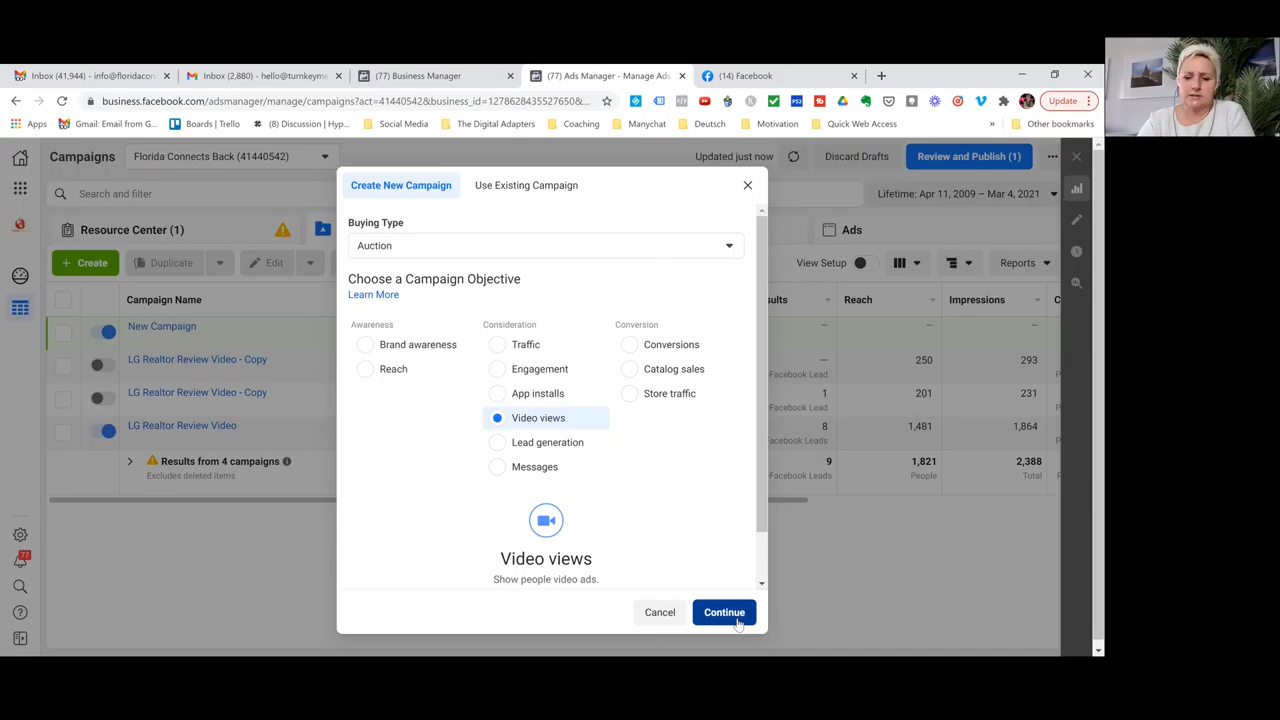 Inbox (41,944) - info@floridacon
Inbox (2,880) - hello@turnkeyme
(77) Business Manager
(77) Ads Manager - Manage Ads
(14) Facebook
business.facebook.com/adsmanager/manage/campaigns?act=41440542&business_id=1278628435527650&...
Update
Apps
Gmail: Email from G...
Boards | Trello
(8) Discussion | Hyp...
Social Media
The Digital Adapters
Coaching
Manychat
Deutsch
Motivation
Quick Web Access
»
Other bookmarks
Campaigns
Florida Connects Back (41440542)
Updated just now
Discard Drafts
Review and Publish (1)
Search and filter
Lifetime: Apr 11, 2009 – Mar 4, 2021
Resource Center (1)
Ads
+ Create
Duplicate
Edit
View Setup
Reports
Campaign Name
sults
Reach
Impressions
C
New Campaign
–
–
–
LG Realtor Review Video - Copy
–
250
293
Facebook Lead
LG Realtor Review Video - Copy
1
201
231
Facebook Lead
LG Realtor Review Video
8
1,481
1,864
Facebook Leads
Results from 4 campaigns
Excludes deleted items
9
Facebook Leads
1,821
People
2,388
Total
77
Create New Campaign
Use Existing Campaign
Buying Type
Auction
Choose a Campaign Objective
Learn More
Awareness
Brand awareness
Reach
Consideration
Traffic
Engagement
App installs
Video views
Lead generation
Messages
Conversion
Conversions
Catalog sales
Store traffic
Video views
Show people video ads.
Cancel
Continue